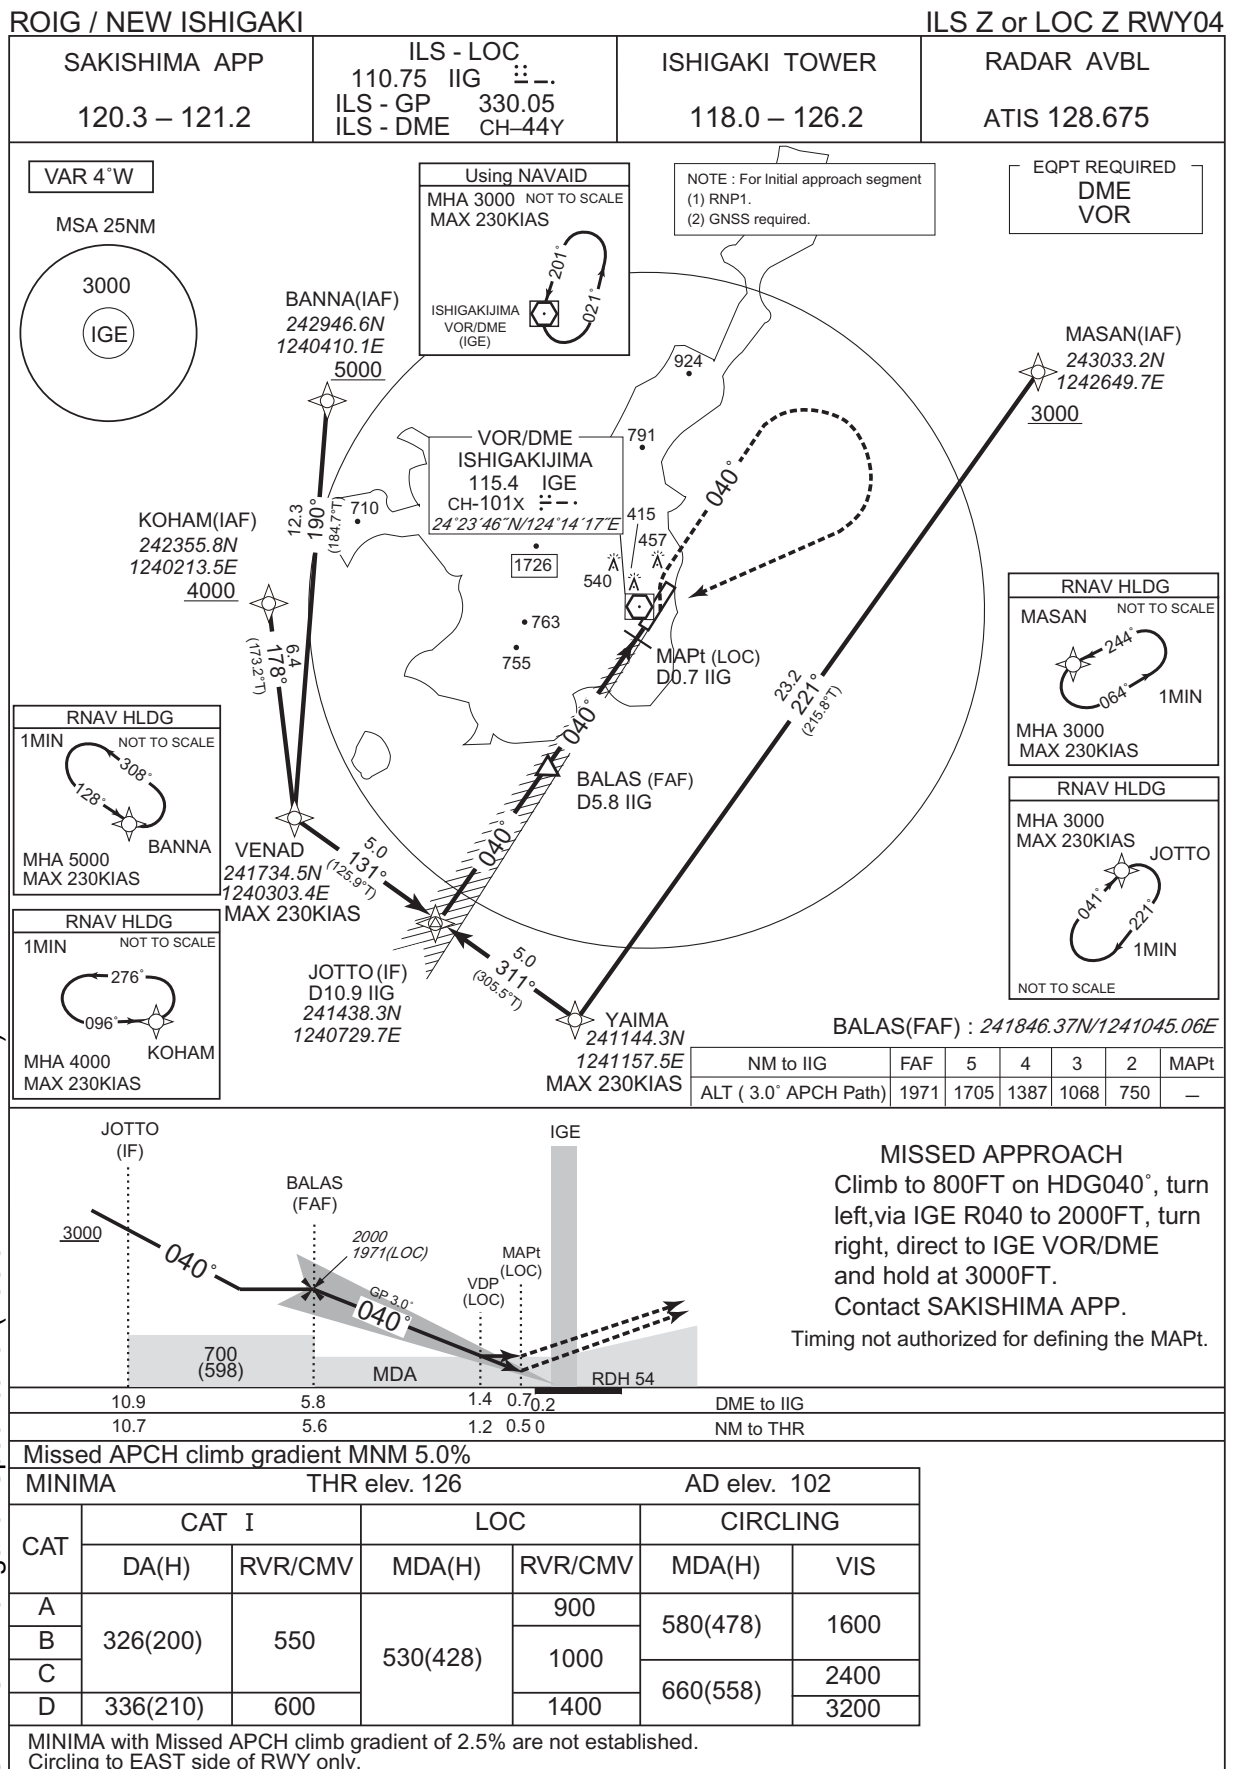 ROIG / NEW ISHIGAKI
ILS Z or LOC Z RWY04
SAKISHIMA APP
120.3 – 121.2
ILS - LOC
110.75 IIG
ILS - GP 330.05
ILS - DME CH–44Y
ISHIGAKI TOWER
118.0 – 126.2
RADAR AVBL
ATIS 128.675
VAR 4˚W
MSA 25NM
3000
IGE
Using NAVAID
MHA 3000 NOT TO SCALE
MAX 230KIAS
201˚
021˚
ISHIGAKIJIMA
VOR/DME
(IGE)
NOTE : For Initial approach segment
(1) RNP1.
(2) GNSS required.
EQPT REQUIRED
DME
VOR
BANNA(IAF)
242946.6N
1240410.1E
5000
MASAN(IAF)
243033.2N
1242649.7E
3000
924
791
VOR/DME
ISHIGAKIJIMA
115.4 IGE
CH-101X
24˚23´46˝N/124˚14´17˝E
040˚
12.3
190˚
(184.7˚T)
710
415
457
540
1726
763
755
KOHAM(IAF)
242355.8N
1240213.5E
4000
6.4
178˚
(173.2˚T)
MAPt (LOC)
D0.7 IIG
23.2
221˚
(215.8˚T)
RNAV HLDG
MASAN NOT TO SCALE
244˚
064˚
1MIN
MHA 3000
MAX 230KIAS
RNAV HLDG
1MIN NOT TO SCALE
308˚
128˚
BANNA
MHA 5000
MAX 230KIAS
040˚
BALAS (FAF)
D5.8 IIG
RNAV HLDG
MHA 3000
MAX 230KIAS
JOTTO
041˚
221˚
1MIN
NOT TO SCALE
VENAD
241734.5N
1240303.4E
MAX 230KIAS
5.0
131˚
(125.9˚T)
040˚
RNAV HLDG
1MIN NOT TO SCALE
276˚
096˚
KOHAM
MHA 4000
MAX 230KIAS
JOTTO (IF)
D10.9 IIG
241438.3N
1240729.7E
5.0
311˚
(305.5˚T)
YAIMA
241144.3N
1241157.5E
MAX 230KIAS
BALAS(FAF) : 241846.37N/1241045.06E
NM to IIG FAF 5 4 3 2 MAPt
ALT ( 3.0˚ APCH Path) 1971 1705 1387 1068 750 –
JOTTO
(IF)
BALAS
(FAF)
IGE
3000
040˚
2000
1971(LOC)
GP 3.0˚
040˚
VDP
(LOC)
MAPt
(LOC)
700
(598)
MDA
RDH 54
10.9 5.8 1.4 0.7 0.2 DME to IIG
10.7 5.6 1.2 0.5 0 NM to THR
MISSED APPROACH
Climb to 800FT on HDG040˚, turn
left,via IGE R040 to 2000FT, turn
right, direct to IGE VOR/DME
and hold at 3000FT.
Contact SAKISHIMA APP.
Timing not authorized for defining the MAPt.
Missed APCH climb gradient MNM 5.0%
MINIMA THR elev. 126 AD elev. 102
CAT CAT I LOC CIRCLING
DA(H) RVR/CMV MDA(H) RVR/CMV MDA(H) VIS
A 326(200) 550 530(428) 900 580(478) 1600
B 1000
C 660(558) 2400
D 336(210) 600 1400 3200
MINIMA with Missed APCH climb gradient of 2.5% are not established.
Circling to EAST side of RWY only.